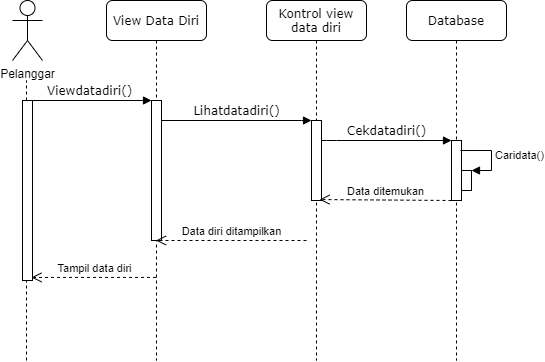 View Data Diri
Kontrol view
data diri
Database
Pelanggar
Viewdatadiri()
Lihatdatadiri()
Cekdatadiri()
Caridata()
Data ditemukan
Data diri ditampilkan
Tampil data diri